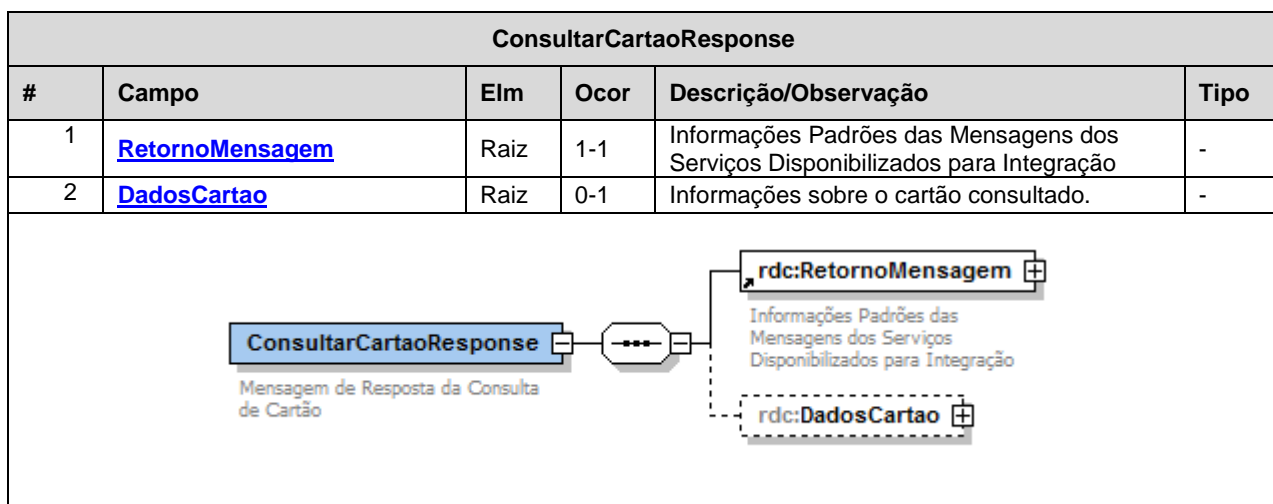 ConsultarCartaoResponse
# Campo Elm Ocor Descrição/Observação Tipo
1 RetornoMensagem Raiz 1-1 Informações Padrões das Mensagens dos
Serviços Disponibilizados para Integração -
2 DadosCartao Raiz 0-1 Informações sobre o cartão consultado. -
rdc:RetornoMensagem
Informações Padrões das
Mensagens dos Serviços
Disponibilizados para Integração
ConsultarCartaoResponse
Mensagem de Resposta da Consulta
de Cartão
rdc:DadosCartao